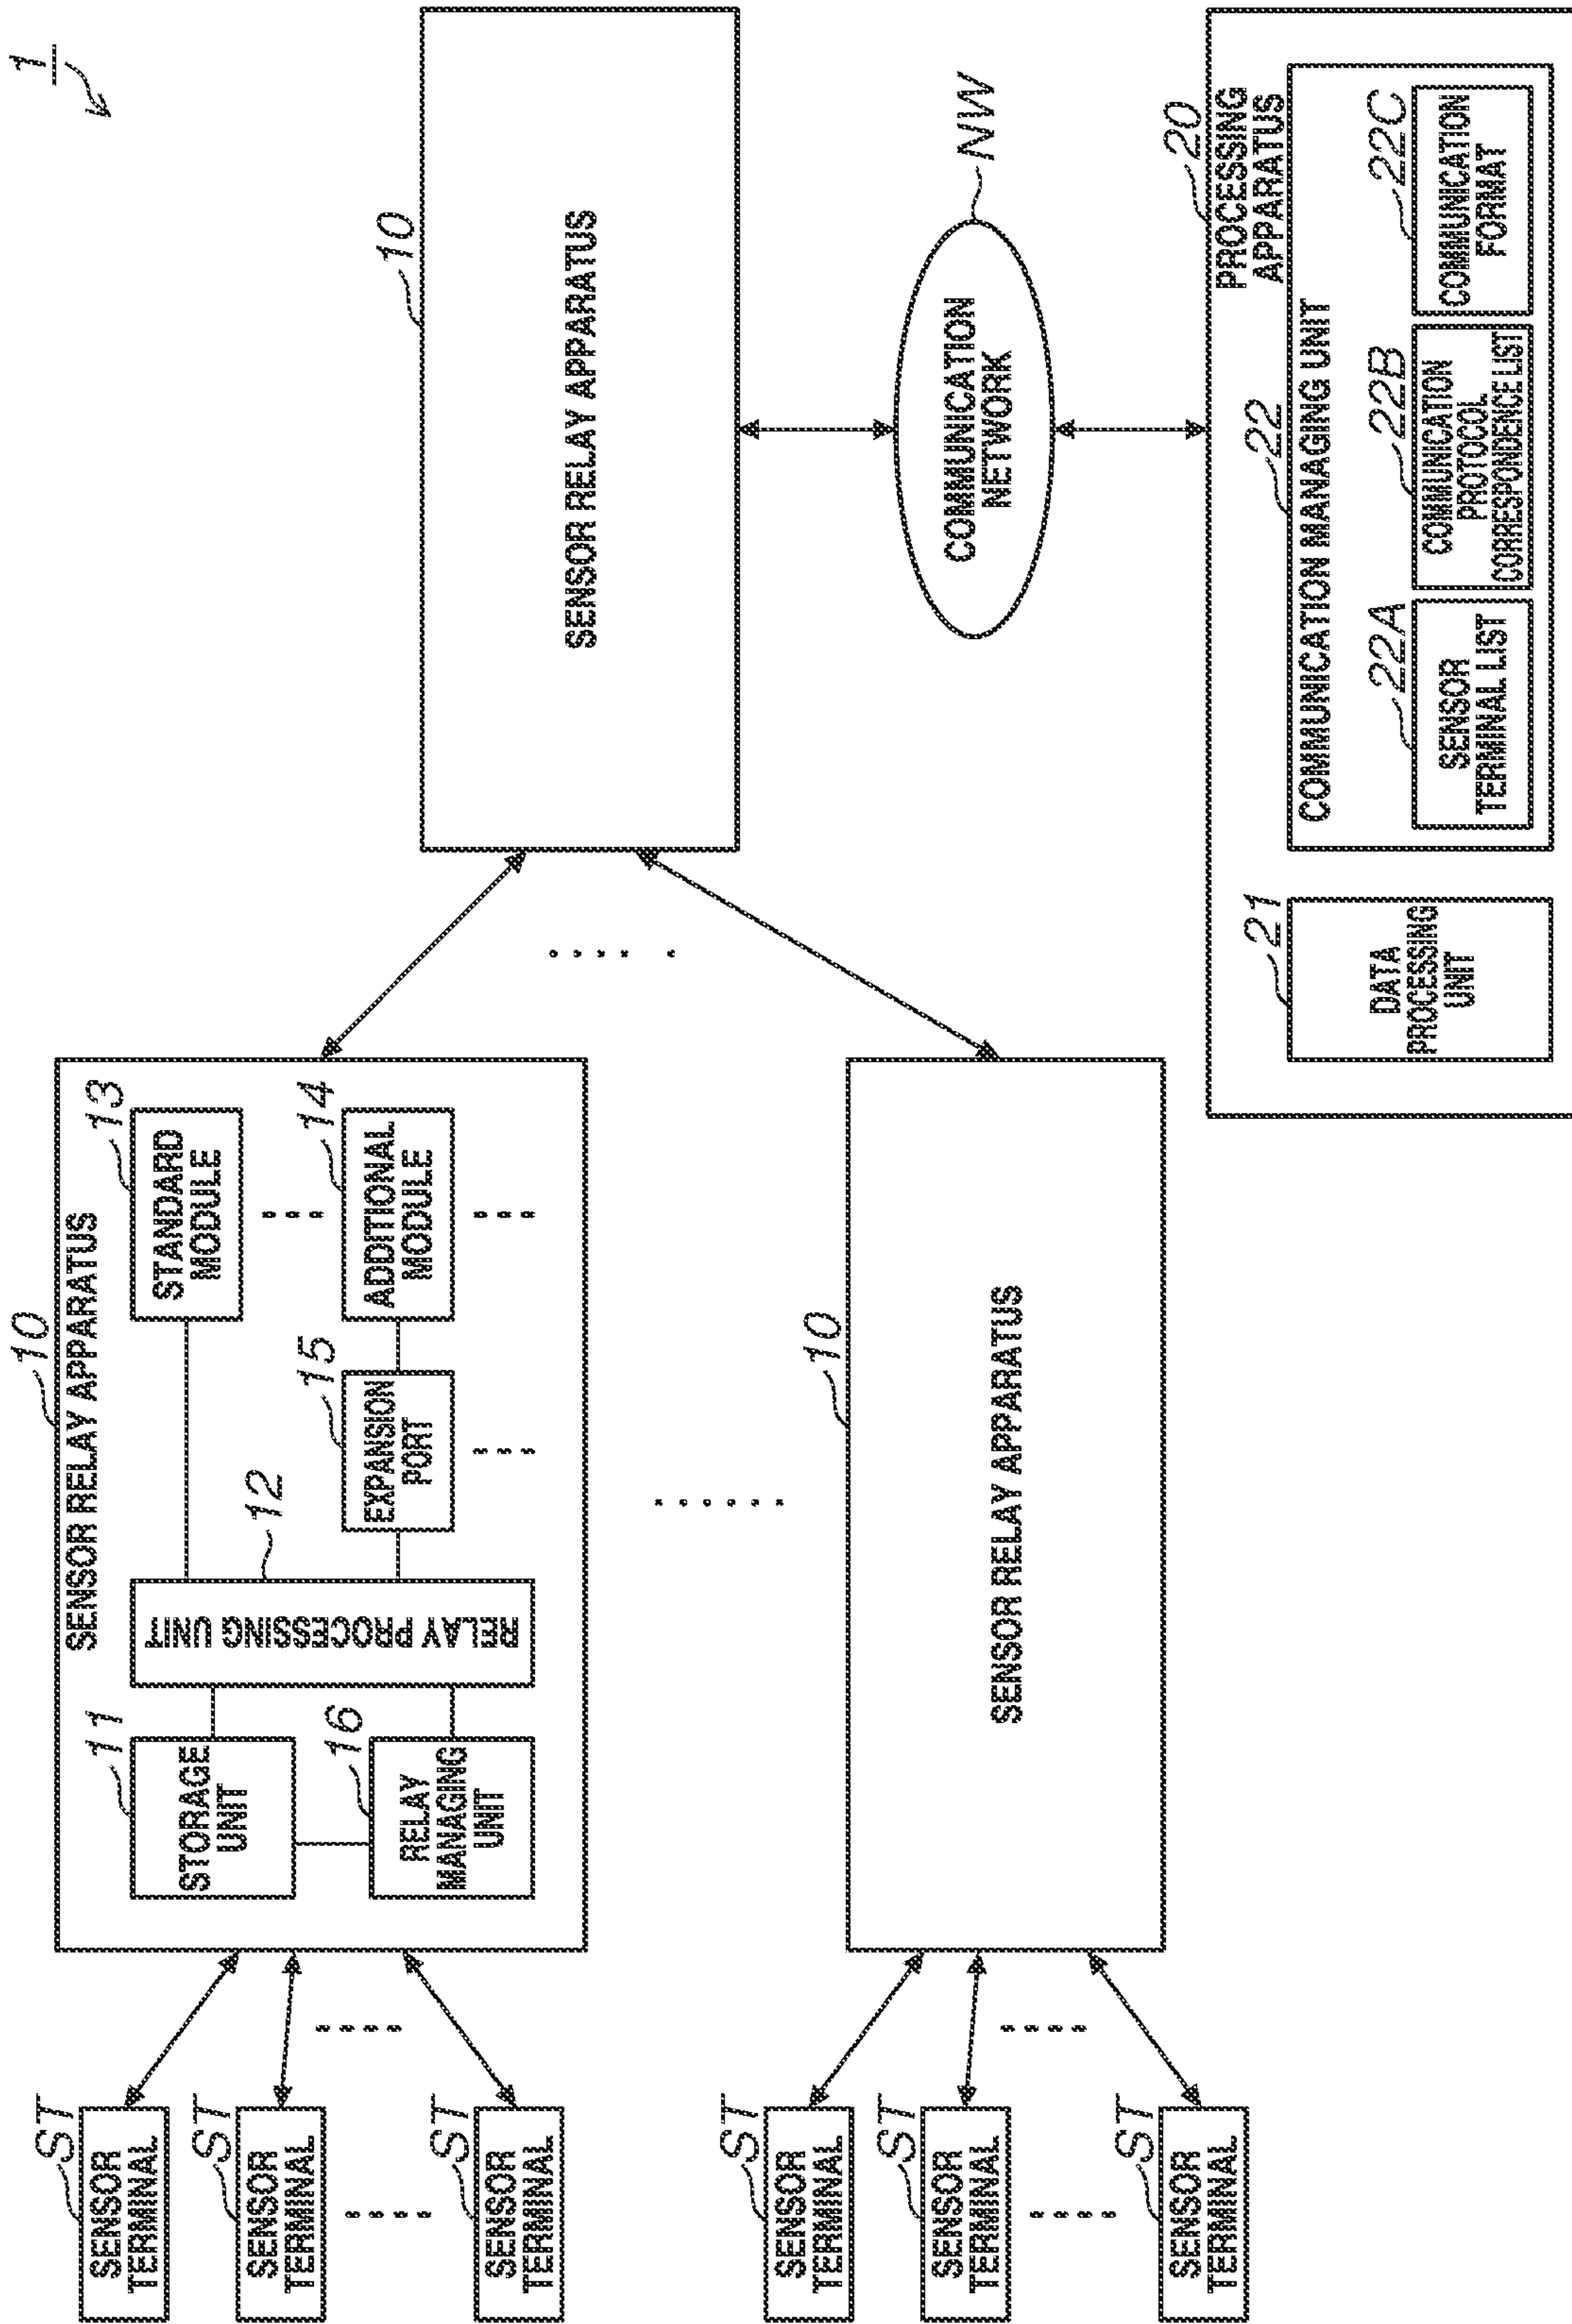 1
10
SENSOR RELAY APPARATUS
11
STORAGE
UNIT
16
RELAY
MANAGING
UNIT
12
RELAY PROCESSING UNIT
15
EXPANSION
PORT
13
STANDARD
MODULE
14
ADDITIONAL
MODULE
ST
SENSOR
TERMINAL
ST
SENSOR
TERMINAL
ST
SENSOR
TERMINAL
10
SENSOR RELAY APPARATUS
ST
SENSOR
TERMINAL
ST
SENSOR
TERMINAL
ST
SENSOR
TERMINAL
10
SENSOR RELAY APPARATUS
NW
COMMUNICATION
NETWORK
20
PROCESSING
APPARATUS
21
DATA
PROCESSING
UNIT
22
COMMUNICATION MANAGING UNIT
22A
SENSOR
TERMINAL LIST
22B
COMMUNICATION
PROTOCOL
CORRESPONDENCE LIST
22C
COMMUNICATION
FORMAT